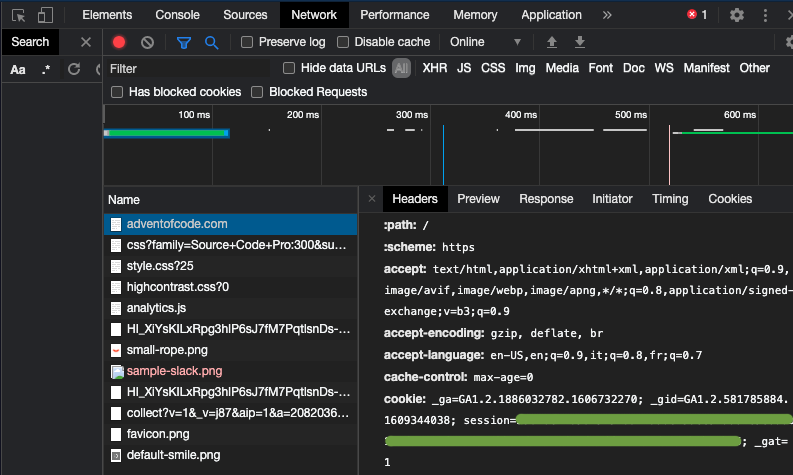 Elements Console Sources Network Performance Memory Application » 1
Search Preserve log Disable cache Online
Aa .* Filter Hide data URLs All XHR JS CSS Img Media Font Doc WS Manifest Other
Has blocked cookies Blocked Requests
100 ms 200 ms 300 ms 400 ms 500 ms 600 ms
Name
adventofcode.com
css?family=Source+Code+Pro:300&su…
style.css?25
highcontrast.css?0
analytics.js
HI_XiYsKILxRpg3hIP6sJ7fM7PqtlsnDs-…
small-rope.png
sample-slack.png
HI_XiYsKILxRpg3hIP6sJ7fM7PqtlsnDs-…
collect?v=1&_v=j87&aip=1&a=2082036…
favicon.png
default-smile.png
× Headers Preview Response Initiator Timing Cookies
:path: /
:scheme: https
accept: text/html,application/xhtml+xml,application/xml;q=0.9,
image/avif,image/webp,image/apng,*/*;q=0.8,application/signed-
exchange;v=b3;q=0.9
accept-encoding: gzip, deflate, br
accept-language: en-US,en;q=0.9,it;q=0.8,fr;q=0.7
cache-control: max-age=0
cookie: _ga=GA1.2.1886032782.1606732270; _gid=GA1.2.581785884.
1609344038; session=
; _gat=
1